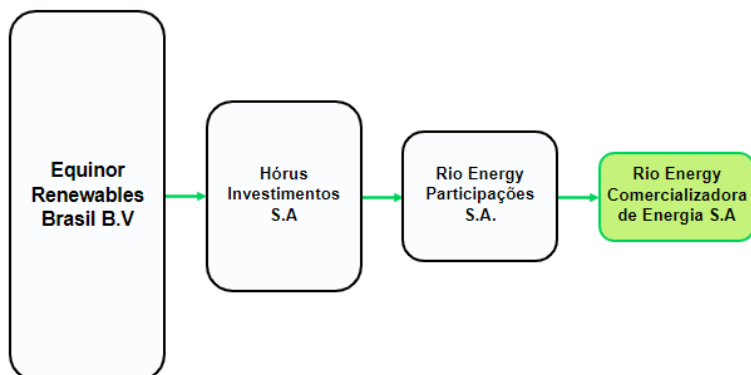 Equinor
Renewables
Brasil B.V
Hórus
Investimentos
S.A
Rio Energy
Participações
S.A.
Rio Energy
Comercializadora
de Energia S.A